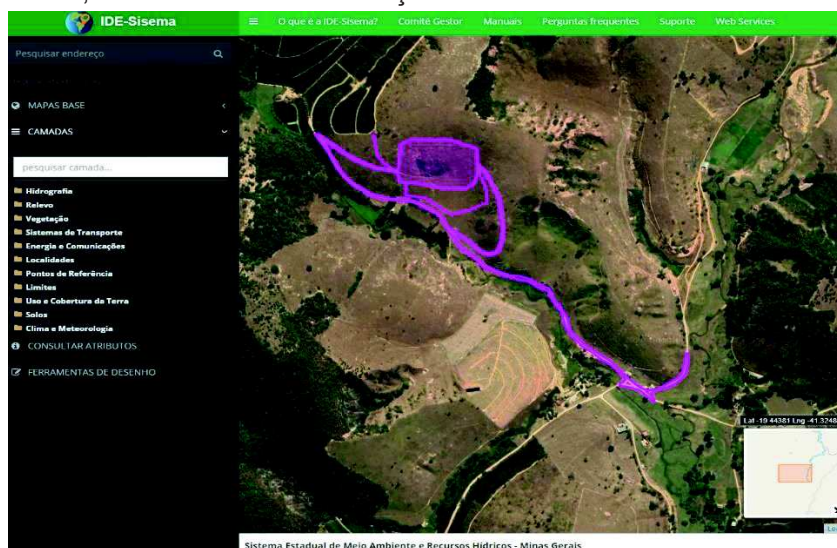 IDE-Sisema
O que é a IDE-Sisema? Comitê Gestor Manuais Perguntas frequentes Suporte Web Services
Pesquisar endereço
MAPAS BASE
CAMADAS
pesquisar camada...
Hidrografia
Relevo
Vegetação
Sistemas de Transporte
Energia e Comunicações
Localidades
Pontos de Referência
Limites
Uso e Cobertura da Terra
Solos
Clima e Meteorologia
CONSULTAR ATRIBUTOS
FERRAMENTAS DE DESENHO
Lat -19.44381 Lng -41.3248
Sistema Estadual de Meio Ambiente e Recursos Hídricos - Minas Gerais